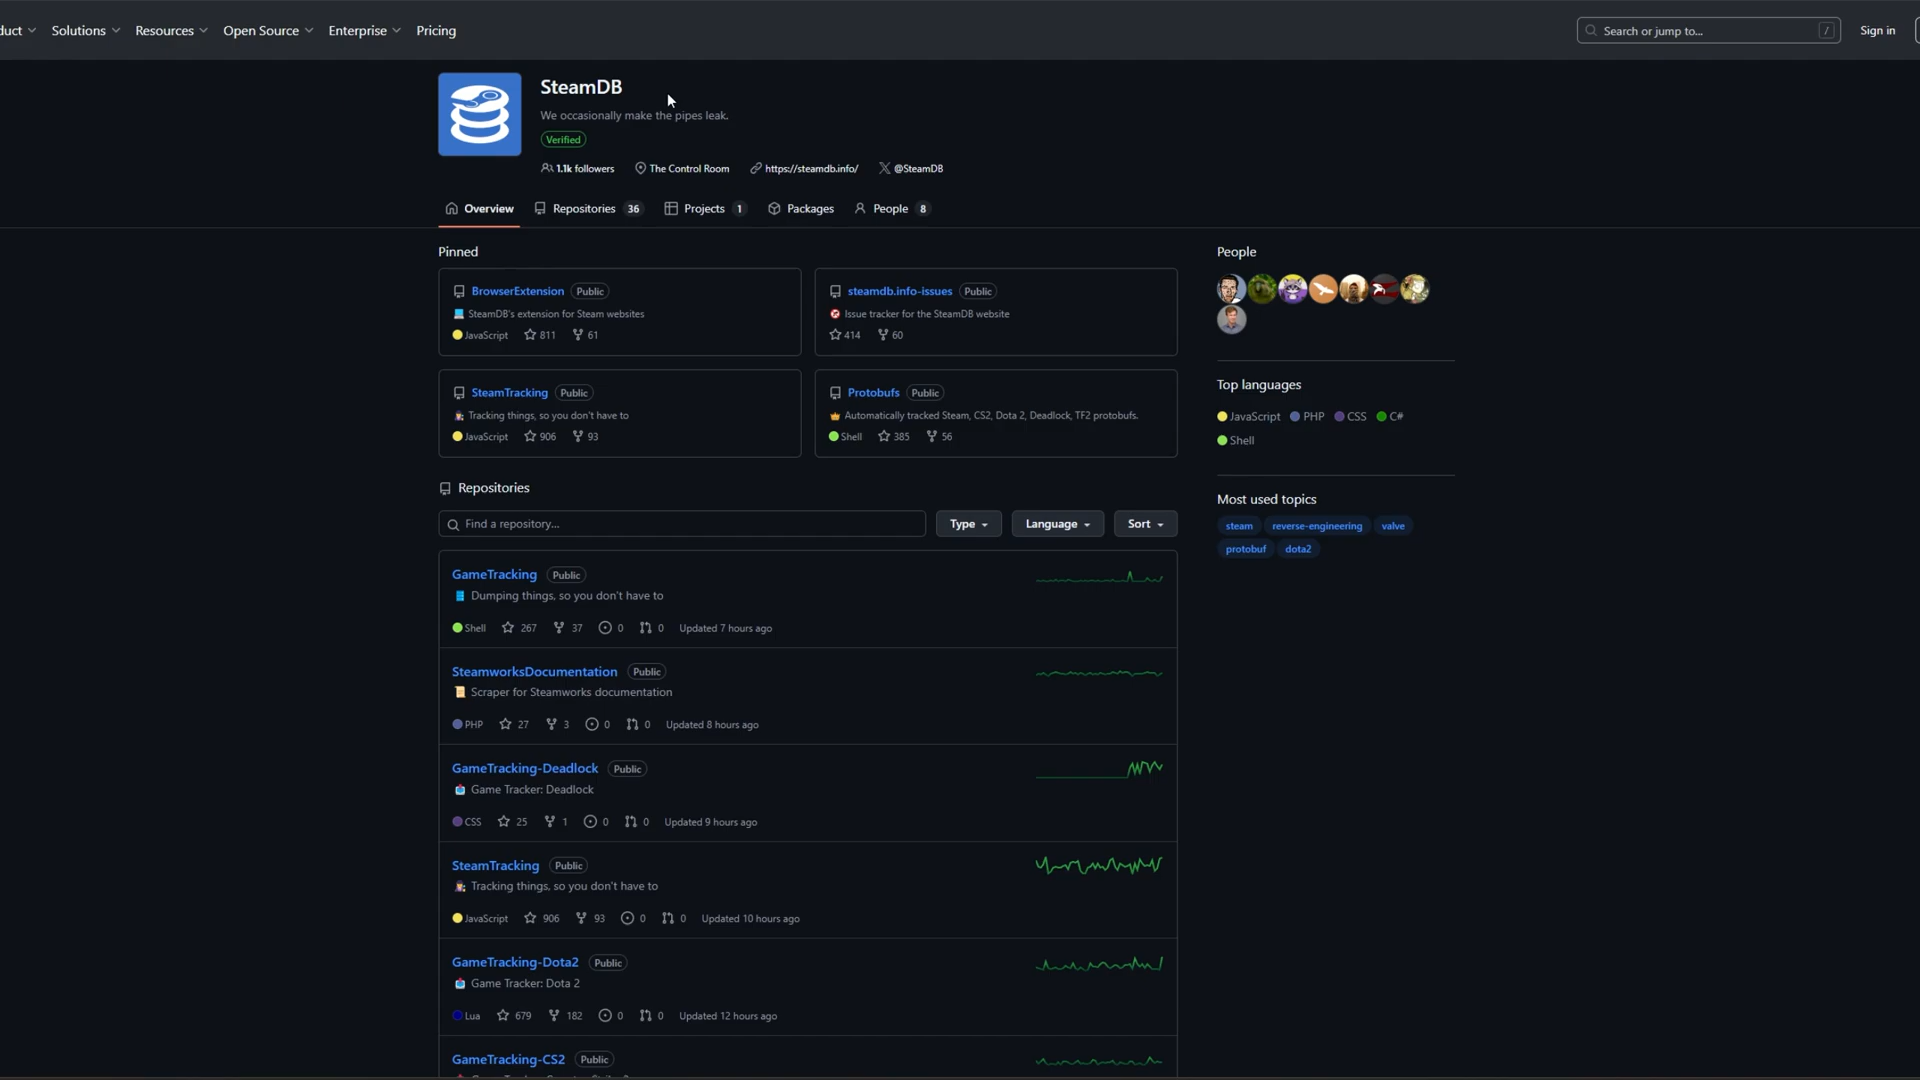 duct Solutions Resources Open Source Enterprise Pricing Search or jump to... / Sign in
SteamDB
We occasionally make the pipes leak.
Verified
1.1k followers The Control Room https://steamdb.info/ @SteamDB
Overview Repositories 36 Projects 1 Packages People 8
Pinned
BrowserExtension Public
SteamDB's extension for Steam websites
JavaScript 811 61
steamdb.info-issues Public
Issue tracker for the SteamDB website
414 60
SteamTracking Public
Tracking things, so you don't have to
JavaScript 906 93
Protobufs Public
Automatically tracked Steam, CS2, Dota 2, Deadlock, TF2 protobufs.
Shell 385 56
Repositories
Find a repository... Type Language Sort
GameTracking Public
Dumping things, so you don't have to
Shell 267 37 0 0 Updated 7 hours ago
SteamworksDocumentation Public
Scraper for Steamworks documentation
PHP 27 3 0 0 Updated 8 hours ago
GameTracking-Deadlock Public
Game Tracker: Deadlock
CSS 25 1 0 0 Updated 9 hours ago
SteamTracking Public
Tracking things, so you don't have to
JavaScript 906 93 0 0 Updated 10 hours ago
GameTracking-Dota2 Public
Game Tracker: Dota 2
Lua 679 182 0 0 Updated 12 hours ago
GameTracking-CS2 Public
People
Top languages
JavaScript PHP CSS C#
Shell
Most used topics
steam reverse-engineering valve
protobuf dota2